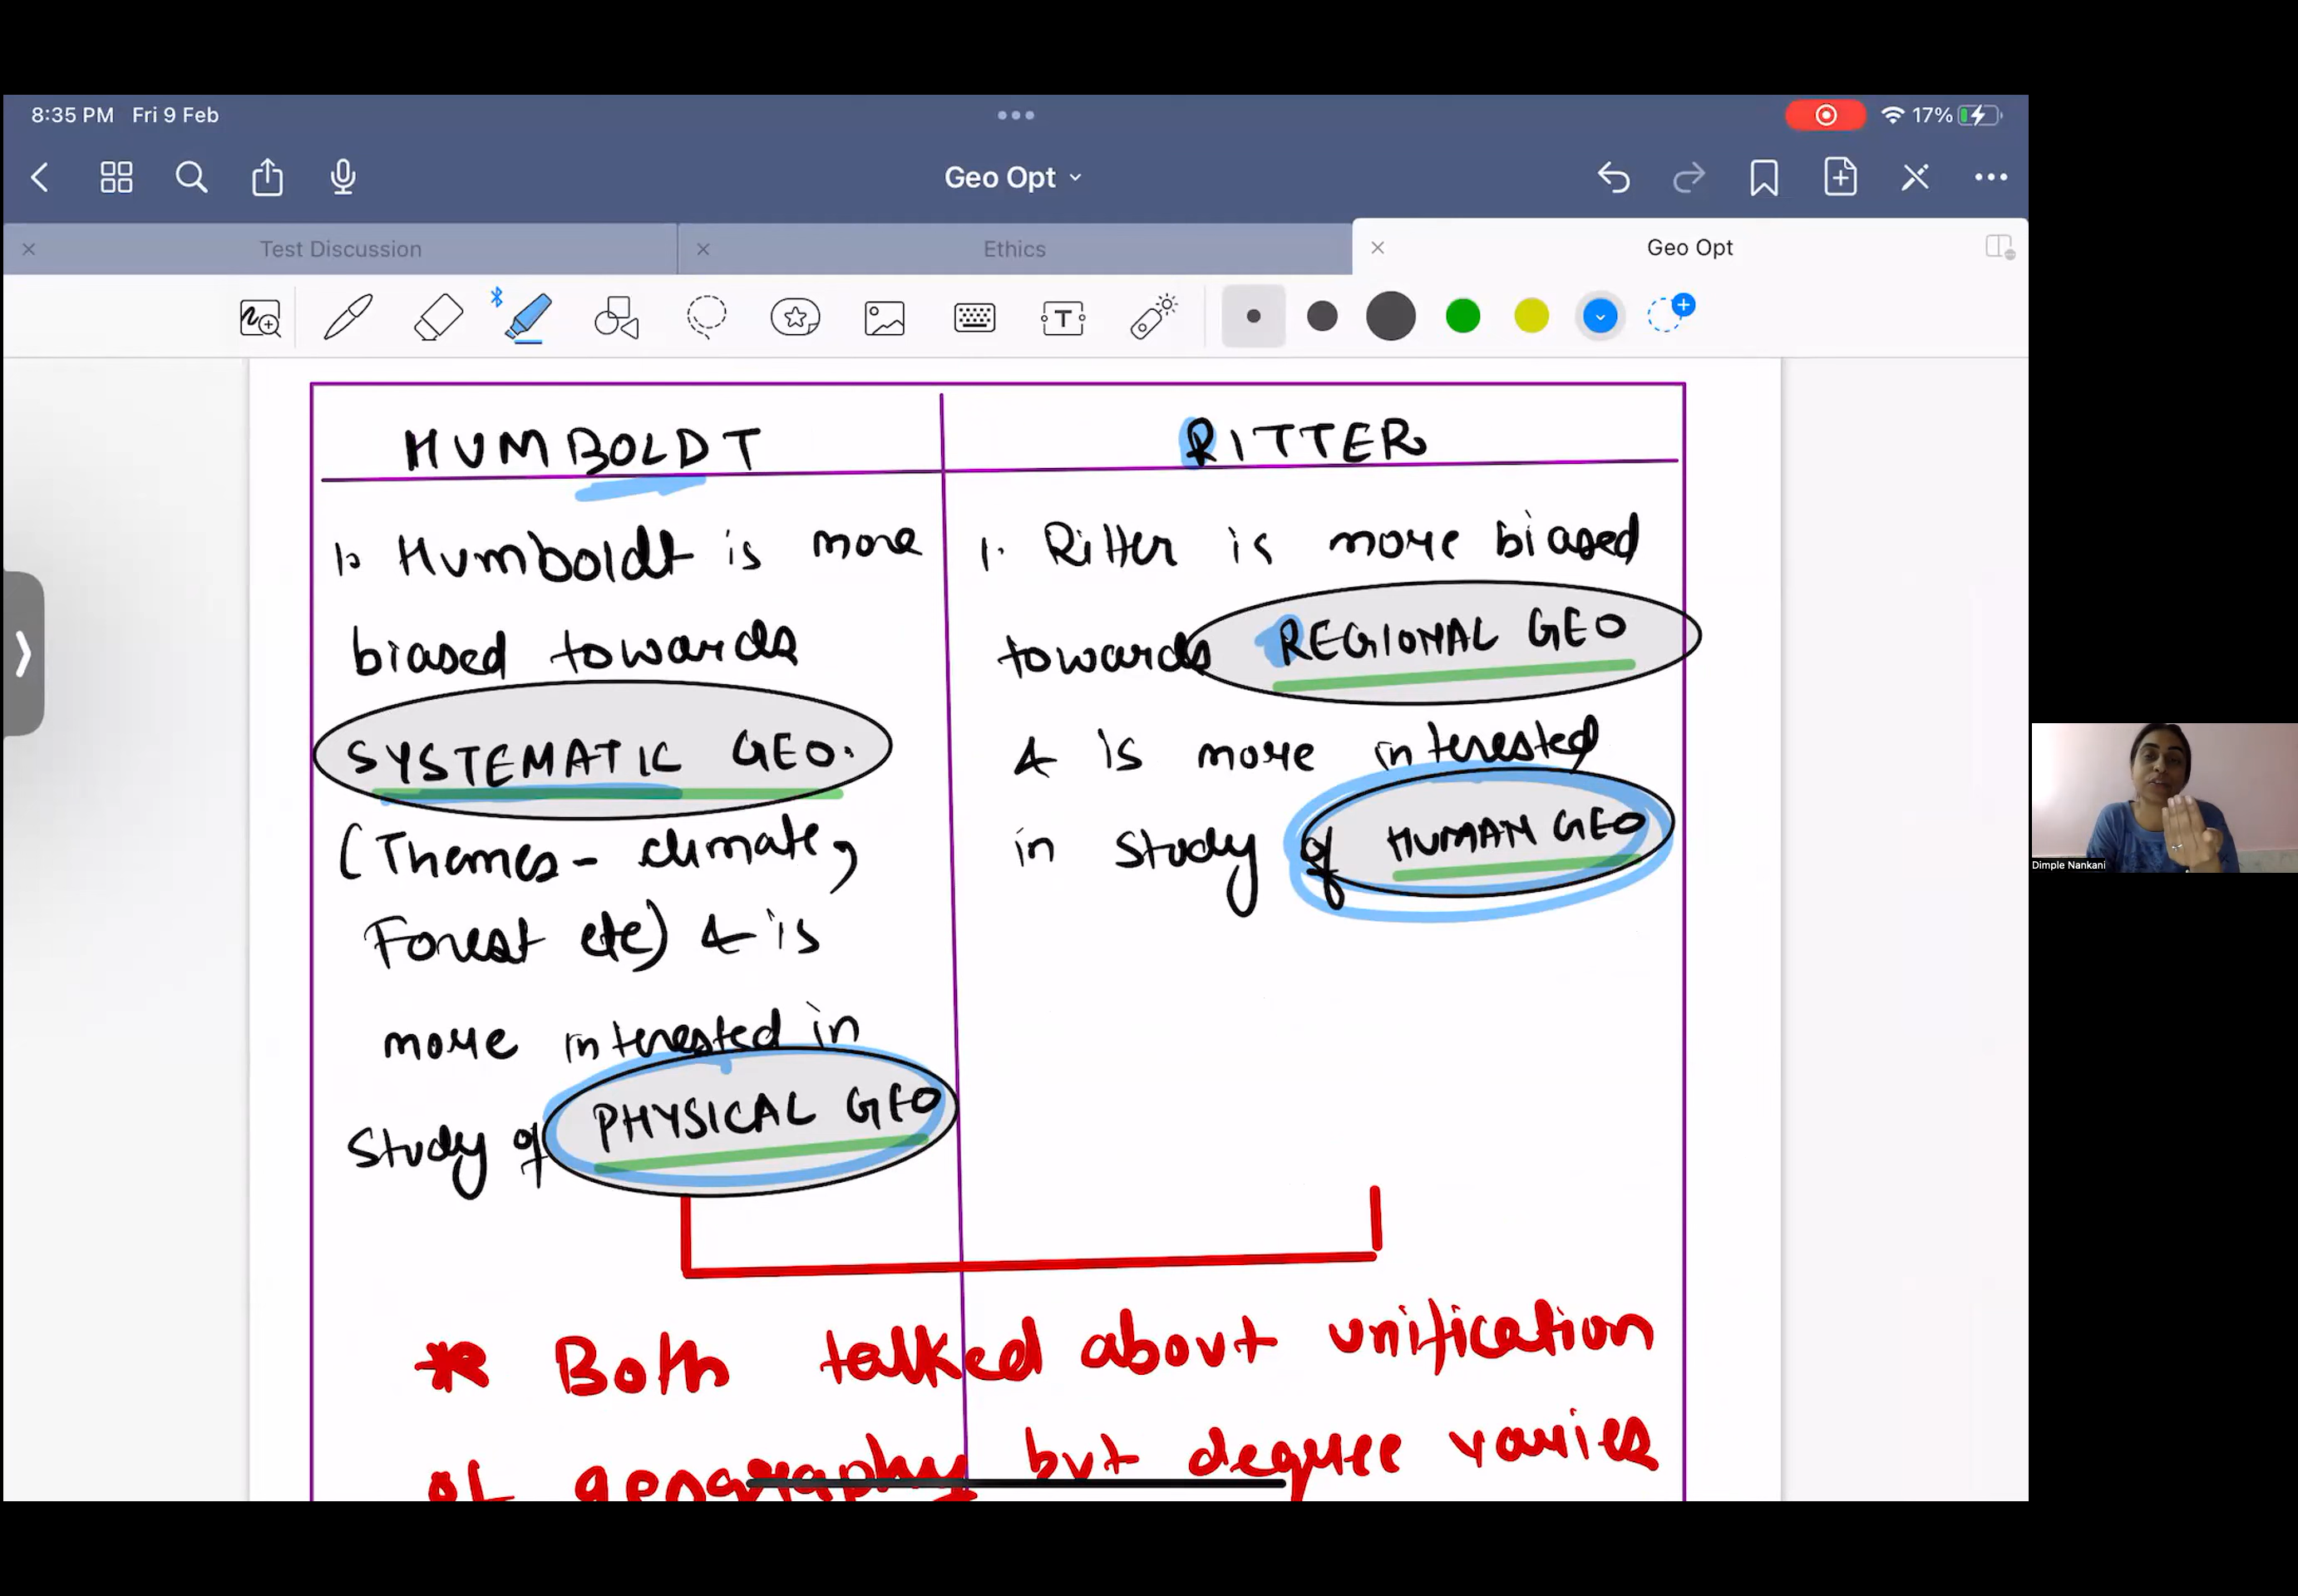 8:35 PM Fri 9 Feb
17%
Geo Opt
Test Discussion
Ethics
Geo Opt
T
HUMBOLDT
1. Humboldt is more
biased towards
SYSTEMATIC GEO.
(Themes - climate,
Forest etc) & is
more interested in
Study of PHYSICAL GEO
RITTER
1. Ritter is more biased
towards REGIONAL GEO
& is more interested
in study of HUMAN GEO
* Both talked about unification
of geography but degree varies
Dimple Nankani